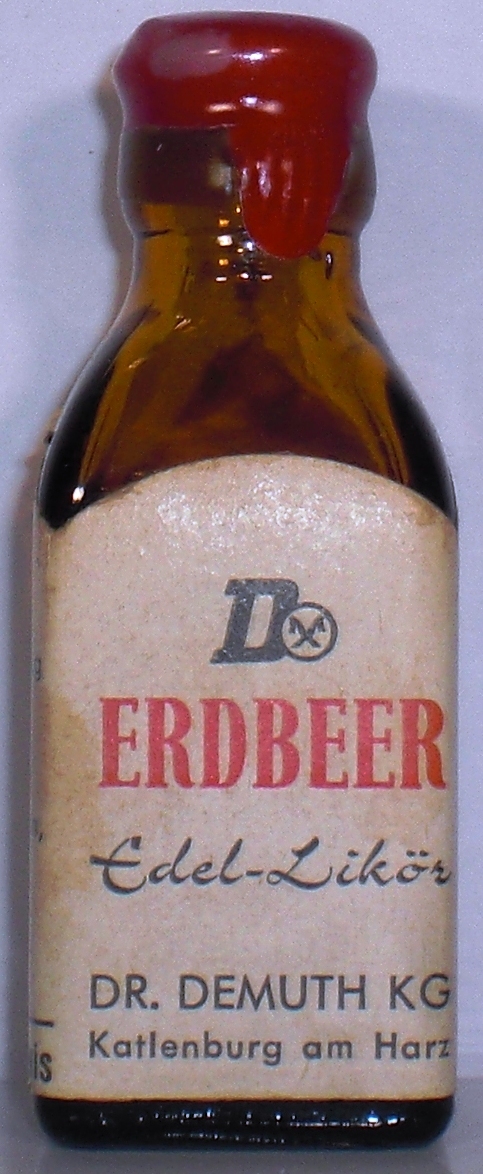 D
ERDBEER
Edel-Likör
DR. DEMUTH KG
Katlenburg am Harz